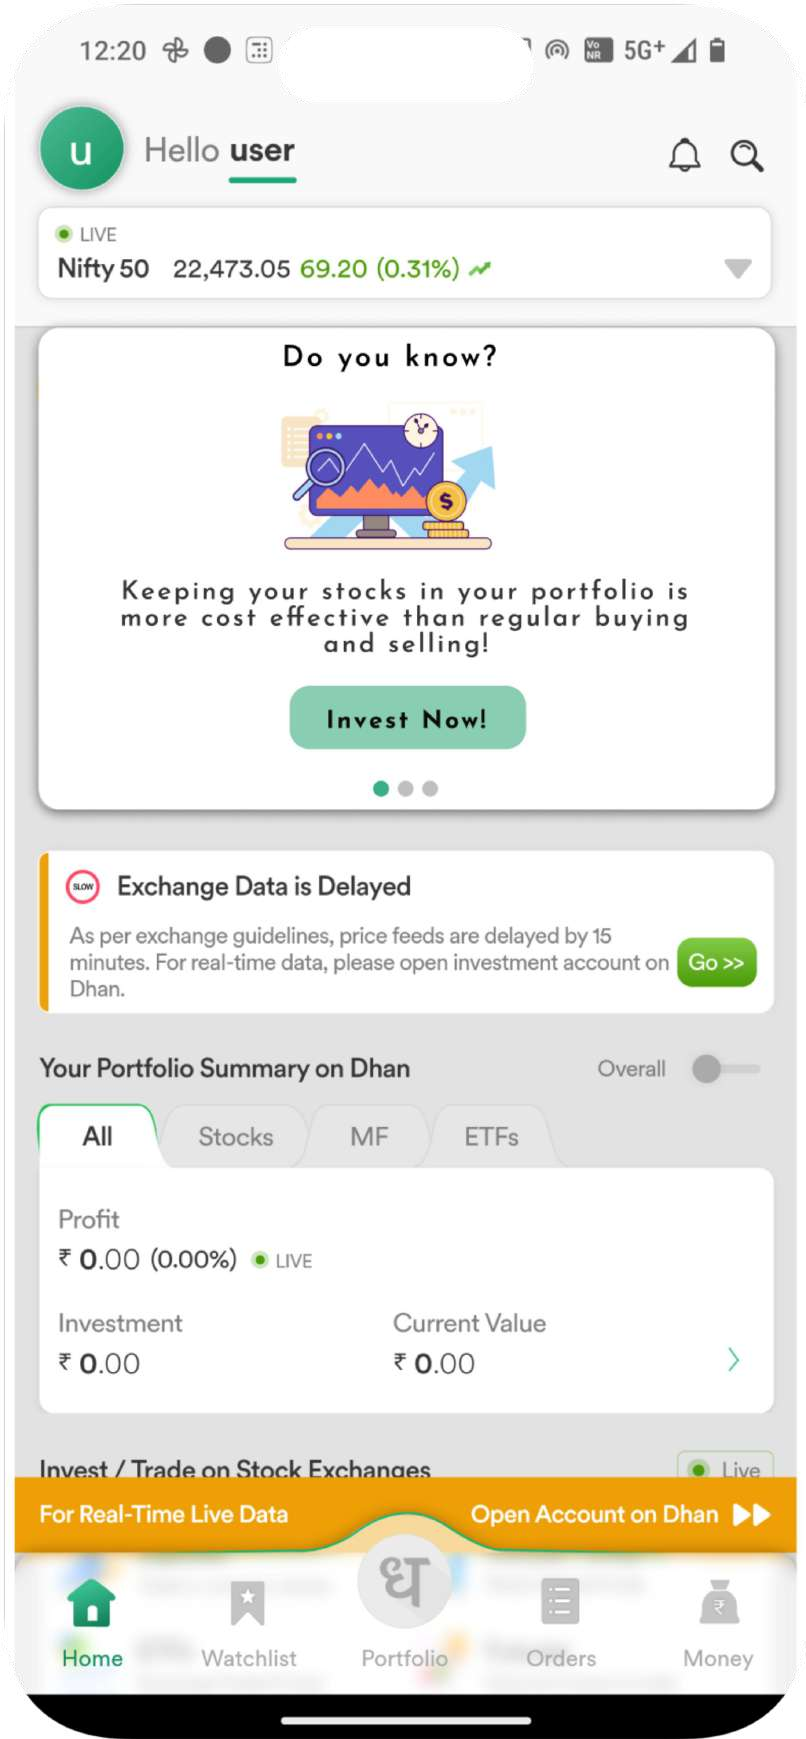 12:20
Vo
NR
5G+
u
Hello user
LIVE
Nifty 50 22,473.05 69.20 (0.31%)
Do you know?
$
Keeping your stocks in your portfolio is
more cost effective than regular buying
and selling!
Invest Now!
SLOW
Exchange Data is Delayed
As per exchange guidelines, price feeds are delayed by 15
minutes. For real-time data, please open investment account on
Dhan.
Go >>
Your Portfolio Summary on Dhan
Overall
All
Stocks
MF
ETFs
Profit
₹ 0.00 (0.00%)
LIVE
Investment
Current Value
₹ 0.00
₹ 0.00
Invest / Trade on Stock Exchanges
Live
For Real-Time Live Data
Open Account on Dhan
ध
₹
Home
Watchlist
Portfolio
Orders
Money